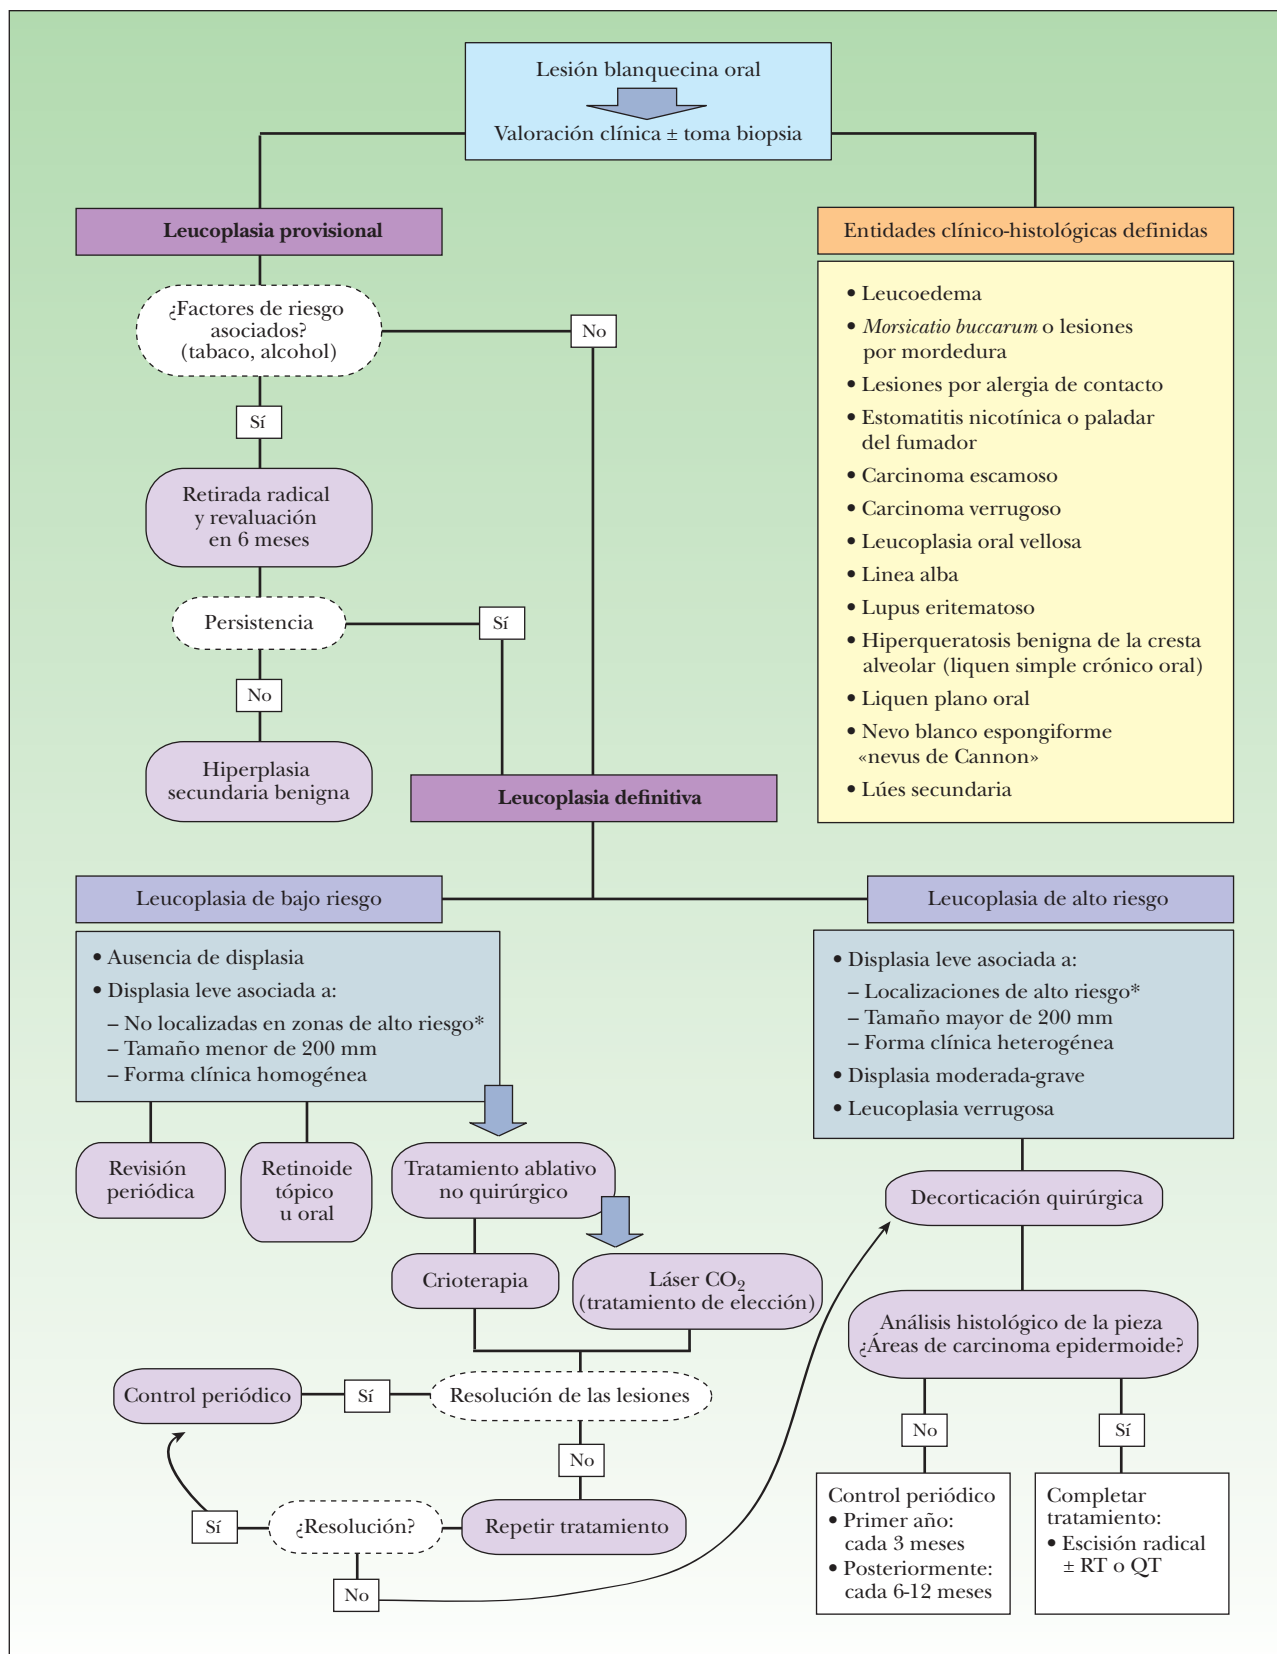 Lesión blanquecina oral
Valoración clínica ± toma biopsia
Leucoplasia provisional
¿Factores de riesgo
asociados?
(tabaco, alcohol)
No
Sí
Retirada radical
y revaluación
en 6 meses
Persistencia
Sí
No
Hiperplasia
secundaria benigna
Leucoplasia definitiva
Entidades clínico-histológicas definidas
• Leucoedema
• Morsicatio buccarum o lesiones
por mordedura
• Lesiones por alergia de contacto
• Estomatitis nicotínica o paladar
del fumador
• Carcinoma escamoso
• Carcinoma verrugoso
• Leucoplasia oral vellosa
• Linea alba
• Lupus eritematoso
• Hiperqueratosis benigna de la cresta
alveolar (liquen simple crónico oral)
• Liquen plano oral
• Nevo blanco espongiforme
«nevus de Cannon»
• Lúes secundaria
Leucoplasia de bajo riesgo
• Ausencia de displasia
• Displasia leve asociada a:
– No localizadas en zonas de alto riesgo*
– Tamaño menor de 200 mm
– Forma clínica homogénea
Revisión
periódica
Retinoide
tópico
u oral
Tratamiento ablativo
no quirúrgico
Crioterapia
Láser CO2
(tratamiento de elección)
Resolución de las lesiones
Sí
Control periódico
No
Repetir tratamiento
¿Resolución?
Sí
No
Leucoplasia de alto riesgo
• Displasia leve asociada a:
– Localizaciones de alto riesgo*
– Tamaño mayor de 200 mm
– Forma clínica heterogénea
• Displasia moderada-grave
• Leucoplasia verrugosa
Decorticación quirúrgica
Análisis histológico de la pieza
¿Áreas de carcinoma epidermoide?
No
Sí
Control periódico
• Primer año:
cada 3 meses
• Posteriormente:
cada 6-12 meses
Completar
tratamiento:
• Escisión radical
± RT o QT